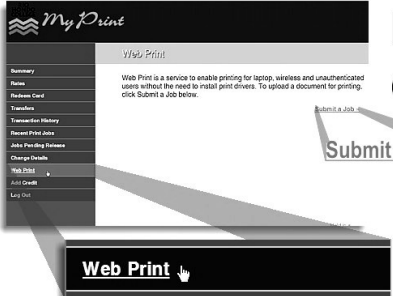 My Print
Web Print
Web Print is a service to enable printing for laptop, wireless and unauthenticated
users without the need to install print drivers. To upload a document for printing,
click Submit a Job below.
Submit a Job
Submit
Summary
Rates
Redeem Card
Transfers
Transaction History
Recent Print Jobs
Jobs Pending Release
Change Details
Web Print
Add Credit
Log Out
Web Print